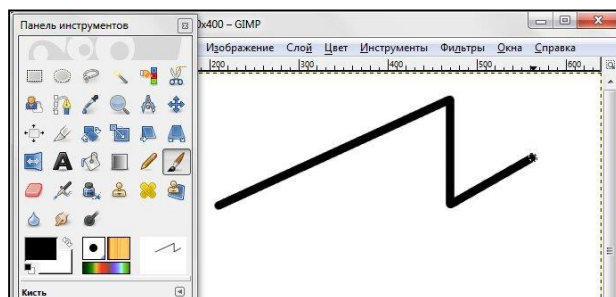 Панель инструментов
0x400 – GIMP
Изображение Слой Цвет Инструменты Фильтры Окна Справка
200 300 400 500 600
Кисть